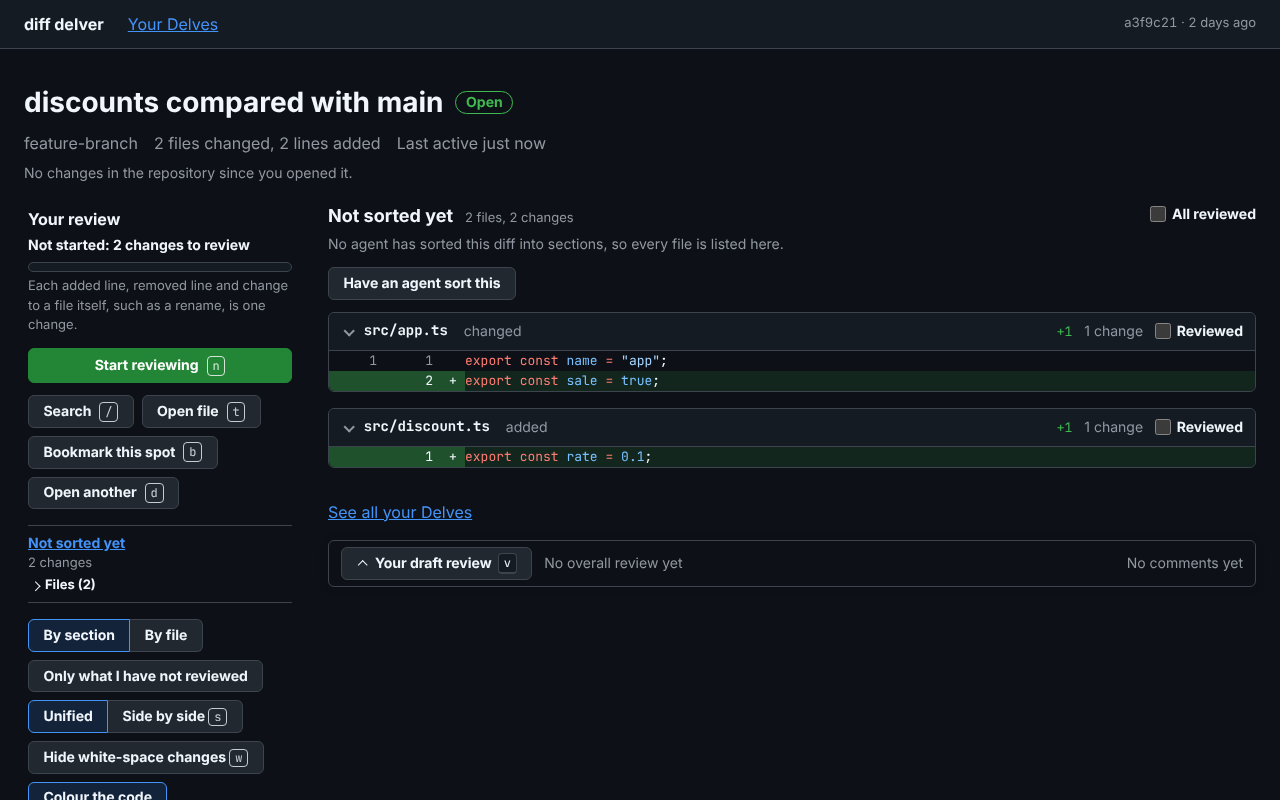 diff delver Your Delves a3f9c21 · 2 days ago
discounts compared with main Open
feature-branch 2 files changed, 2 lines added Last active just now
No changes in the repository since you opened it.
Your review
Not started: 2 changes to review
Each added line, removed line and change
to a file itself, such as a rename, is one
change.
Start reviewing n
Search / Open file t
Bookmark this spot b
Open another d
Not sorted yet
2 changes
Files (2)
By section By file
Only what I have not reviewed
Unified Side by side s
Hide white-space changes w
Colour the code
Not sorted yet 2 files, 2 changes All reviewed
No agent has sorted this diff into sections, so every file is listed here.
Have an agent sort this
src/app.ts changed +1 1 change Reviewed
1 1 export const name = "app";
2 + export const sale = true;
src/discount.ts added +1 1 change Reviewed
1 + export const rate = 0.1;
See all your Delves
Your draft review v No overall review yet No comments yet